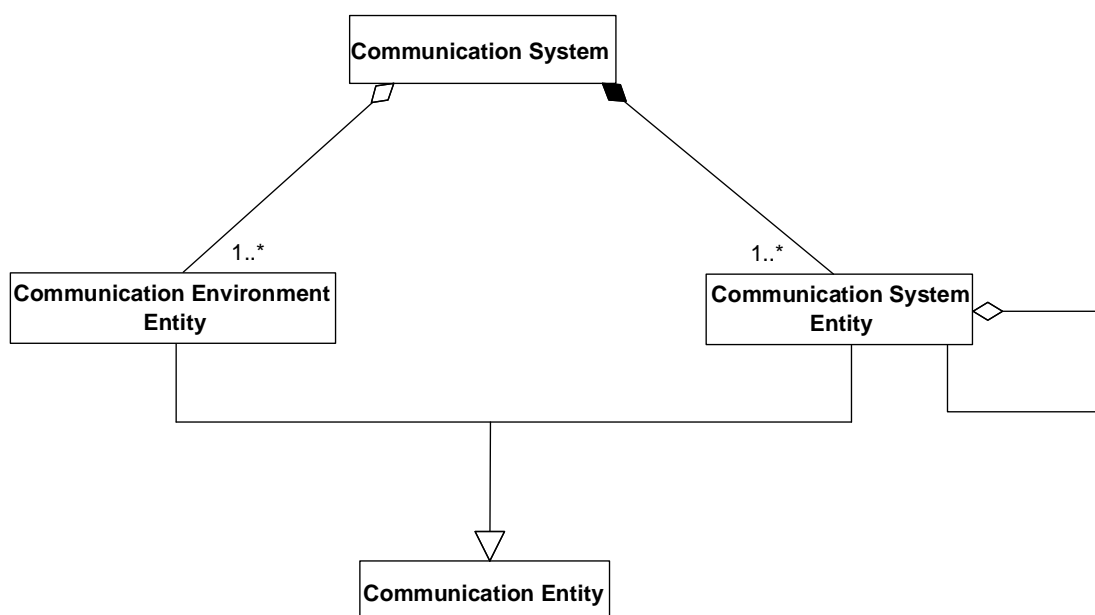 Communication System
1..*
1..*
Communication Environment
Entity
Communication System
Entity
Communication Entity